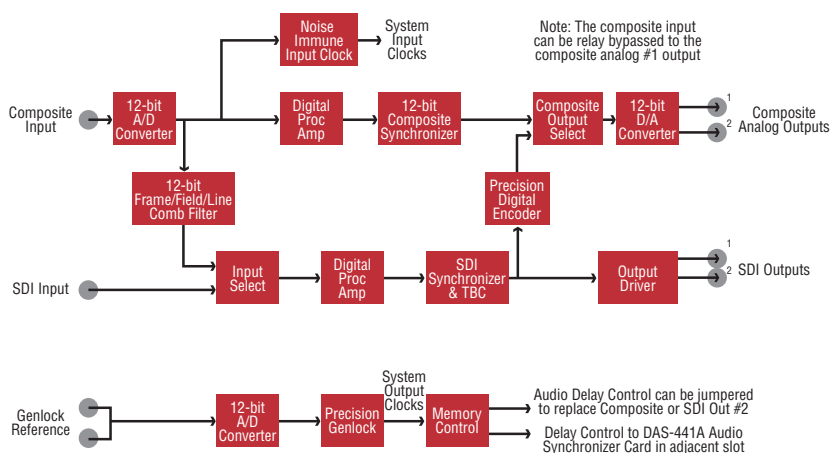 Noise
Immune
Input Clock
System
Input
Clocks
Note: The composite input
can be relay bypassed to the
composite analog #1 output
Composite
Input
12-bit
A/D
Converter
Digital
Proc
Amp
12-bit
Composite
Synchronizer
Composite
Output
Select
12-bit
D/A
Converter
1
2
Composite
Analog Outputs
12-bit
Frame/Field/Line
Comb Filter
Precision
Digital
Encoder
SDI Input
Input
Select
Digital
Proc
Amp
SDI
Synchronizer
& TBC
Output
Driver
1
2
SDI Outputs
Genlock
Reference
12-bit
A/D
Converter
Precision
Genlock
System
Output
Clocks
Memory
Control
Audio Delay Control can be jumpered
to replace Composite or SDI Out #2
Delay Control to DAS-441A Audio
Synchronizer Card in adjacent slot